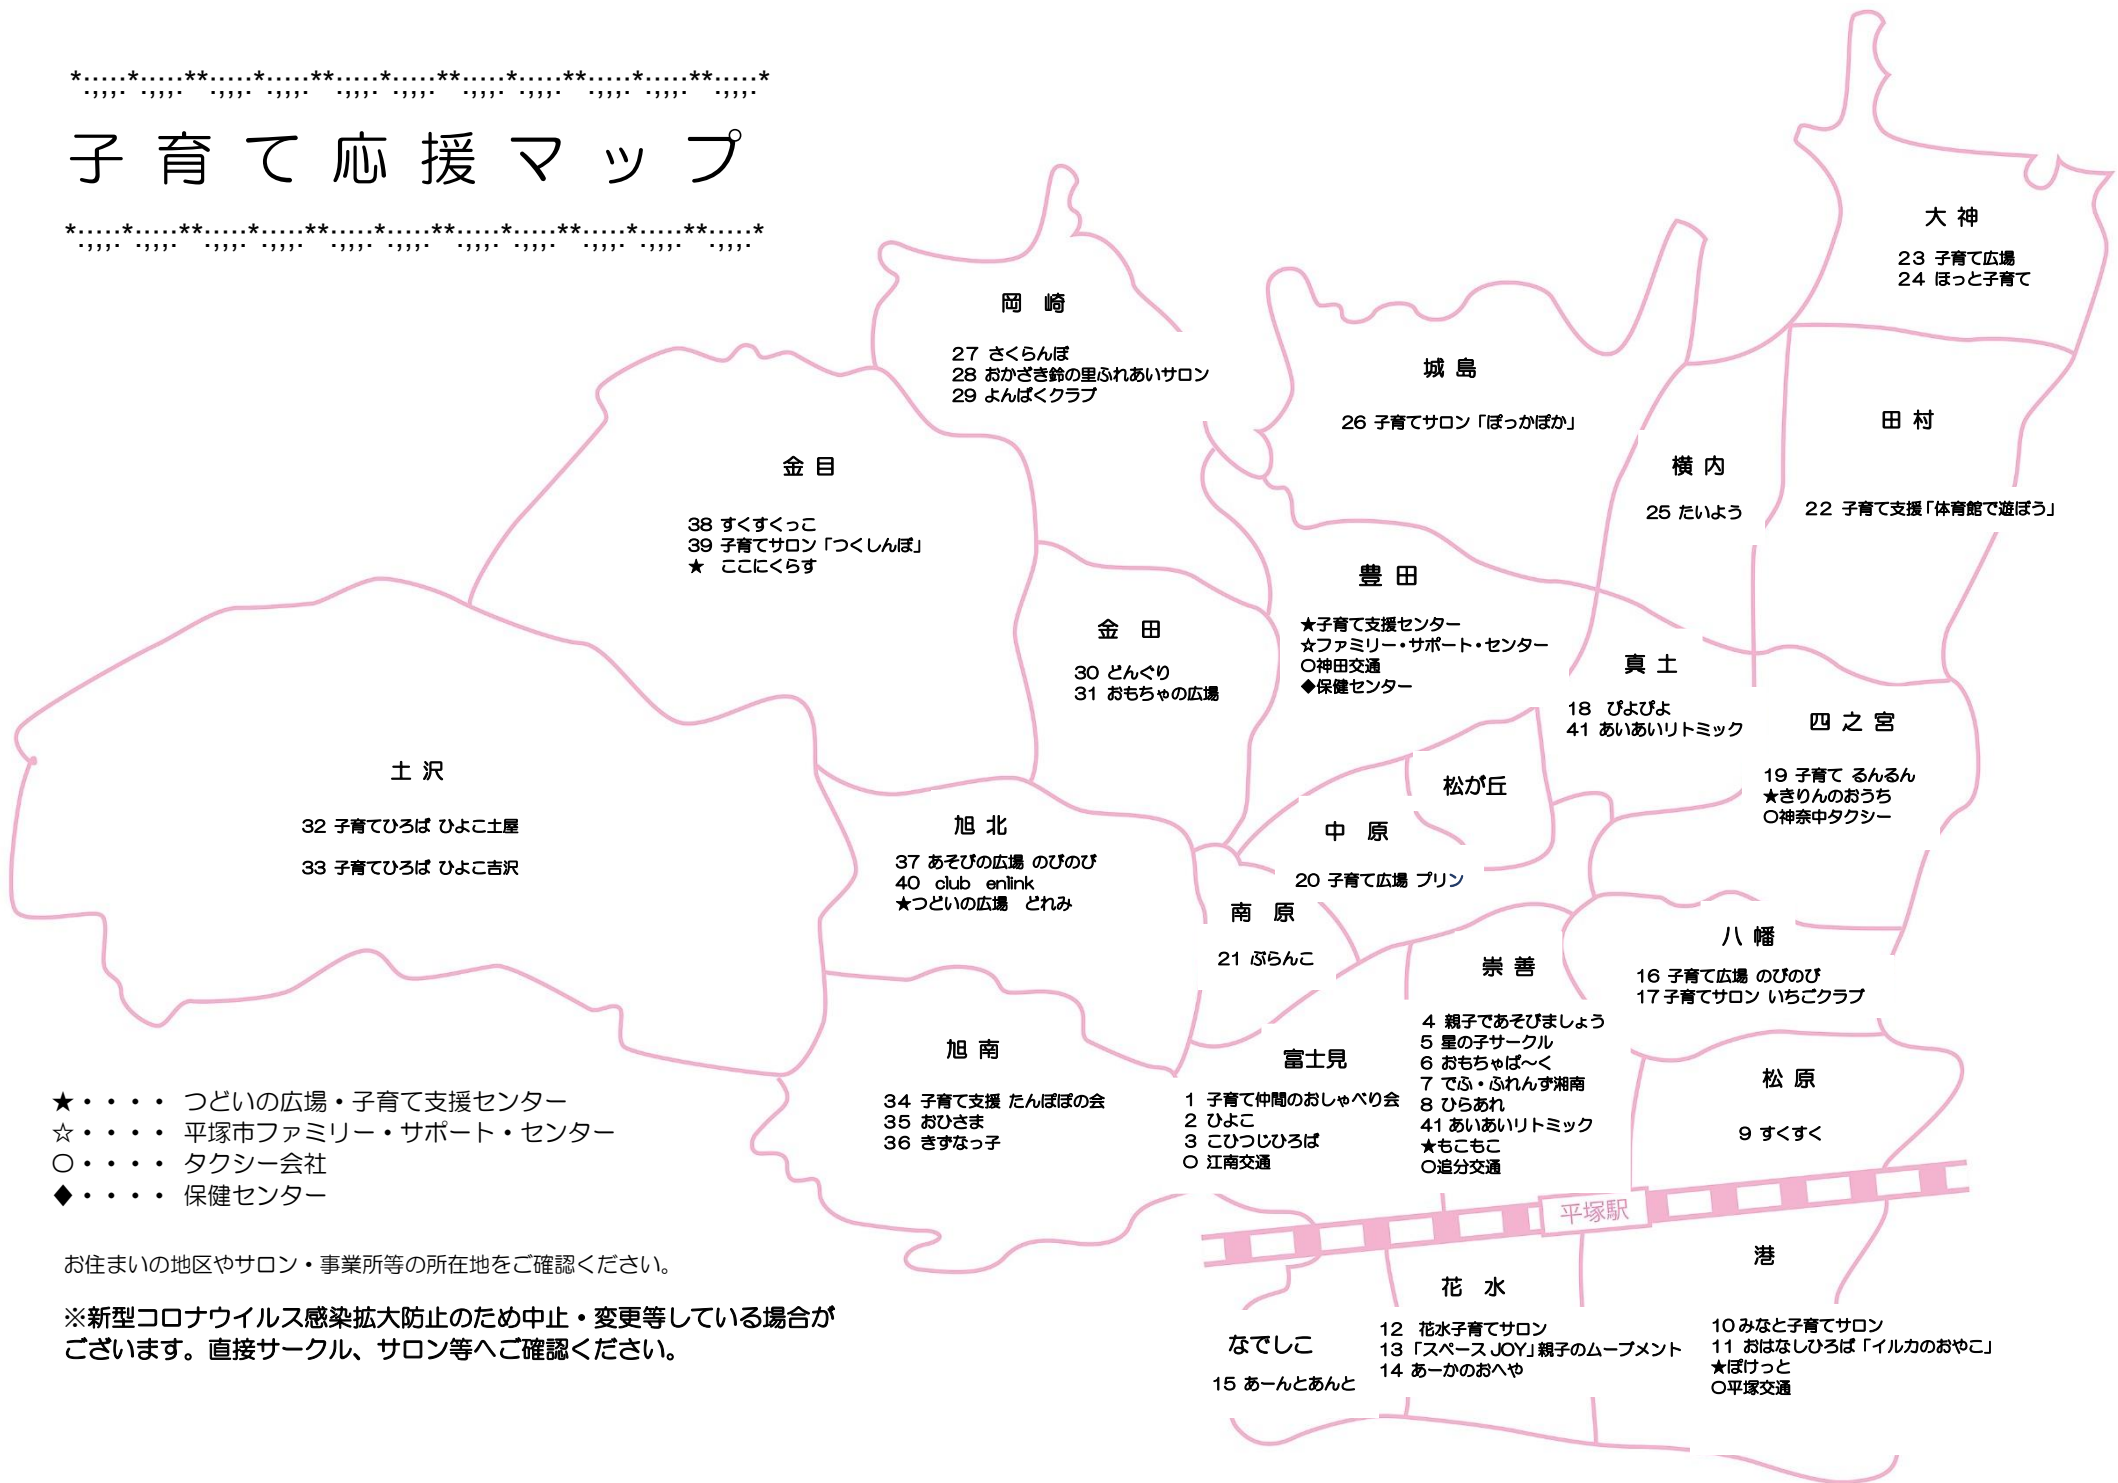 *:;;;:*:;;;:**:;;;:*:;;;:**:;;;:*:;;;:**:;;;:*:;;;:**:;;;:*:;;;:**:;;;:*
子育て応援マップ
*:;;;:*:;;;:**:;;;:*:;;;:**:;;;:*:;;;:**:;;;:*:;;;:**:;;;:*:;;;:**:;;;:*
大神
23 子育て広場
24 ほっと子育て
岡崎
27 さくらんぼ
28 おかざき鈴の里ふれあいサロン
29 よんぱくクラブ
城島
26 子育てサロン「ぽっかぽか」
田村
22 子育て支援「体育館で遊ぼう」
横内
25 たいよう
金目
38 すくすくっこ
39 子育てサロン「つくしんぼ」
★ ここにくらす
豊田
★子育て支援センター
☆ファミリー・サポート・センター
○神田交通
◆保健センター
金田
30 どんぐり
31 おもちゃの広場
真土
18 ぴよぴよ
41 あいあいリトミック
四之宮
19 子育て るんるん
★きりんのおうち
○神奈中タクシー
土沢
32 子育てひろば ひよこ土屋
33 子育てひろば ひよこ吉沢
松が丘
旭北
37 あそびの広場 のびのび
40 club enlink
★つどいの広場 どれみ
中原
20 子育て広場 プリン
南原
21 ぶらんこ
八幡
16 子育て広場 のびのび
17 子育てサロン いちごクラブ
崇善
4 親子であそびましょう
5 星の子サークル
6 おもちゃぱ～く
7 でふ・ふれんず湘南
8 ひらあれ
41 あいあいリトミック
★もこもこ
○追分交通
旭南
34 子育て支援 たんぽぽの会
35 おひさま
36 きずなっ子
富士見
1 子育て仲間のおしゃべり会
2 ひよこ
3 こひつじひろば
○ 江南交通
松原
9 すくすく
平塚駅
港
10 みなと子育てサロン
11 おはなしひろば「イルカのおやこ」
★ぽけっと
○平塚交通
花水
12 花水子育てサロン
13 「スペース JOY」親子のムーブメント
14 あーかのおへや
なでしこ
15 あーんとあんと
★・・・・ つどいの広場・子育て支援センター
☆・・・・ 平塚市ファミリー・サポート・センター
○・・・・ タクシー会社
◆・・・・ 保健センター
お住まいの地区やサロン・事業所等の所在地をご確認ください。
※新型コロナウイルス感染拡大防止のため中止・変更等している場合が
ございます。直接サークル、サロン等へご確認ください。